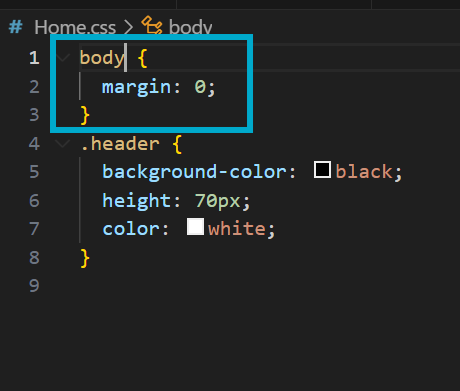 # Home.css > body
1 body {
2 margin: 0;
3 }
4 .header {
5 background-color: black;
6 height: 70px;
7 color: white;
8 }
9